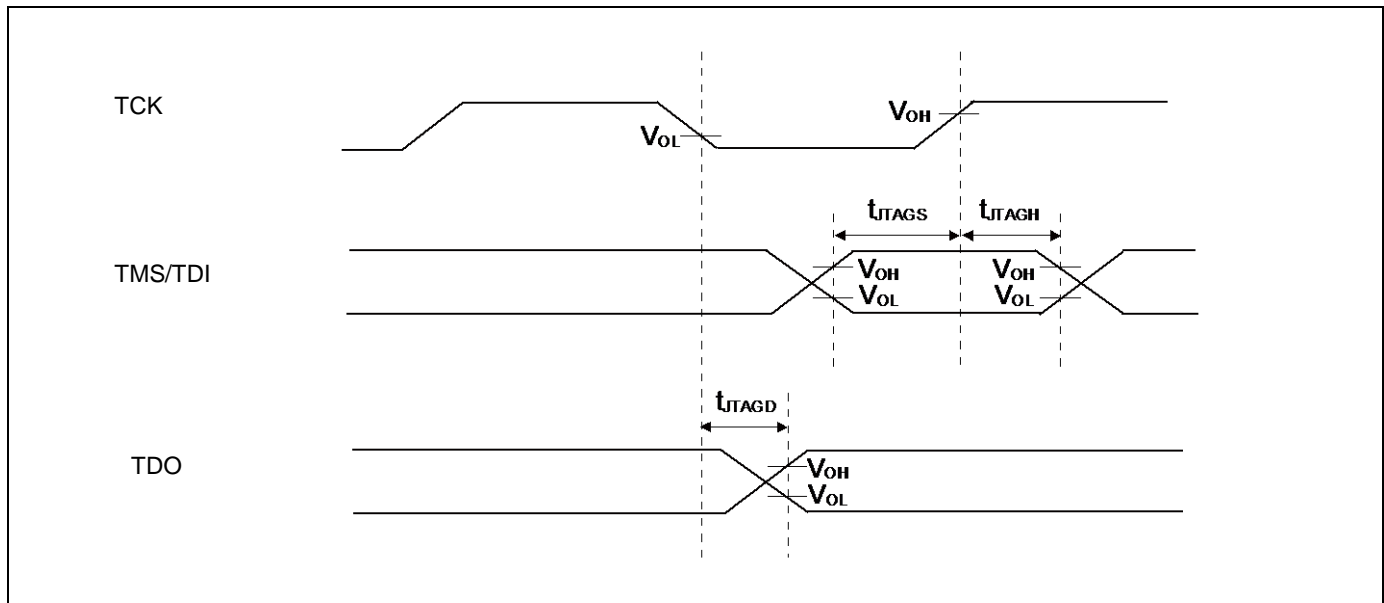 TCK
VOL
VOH
tJTAGS
tJTAGH
TMS/TDI
VOH
VOL
VOH
VOL
tJTAGD
TDO
VOH
VOL